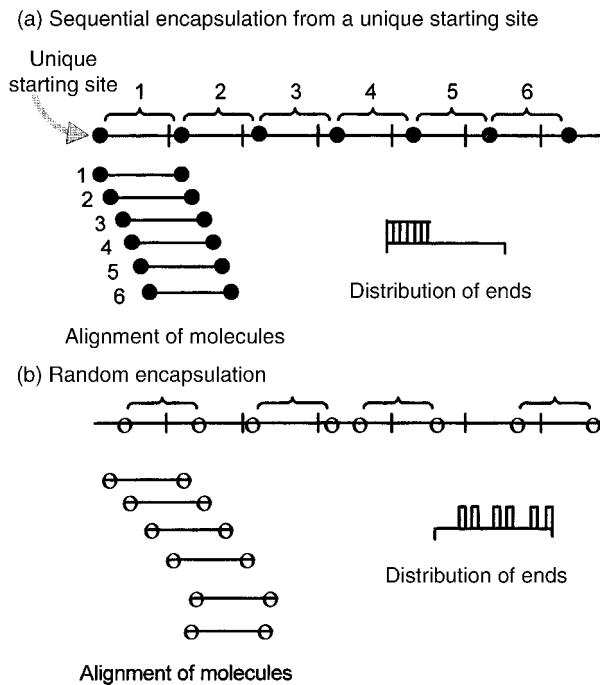 (a) Sequential encapsulation from a unique starting site
Unique
starting site
1 2 3 4 5 6
1
2
3
4
5
6
Distribution of ends
Alignment of molecules
(b) Random encapsulation
Distribution of ends
Alignment of molecules